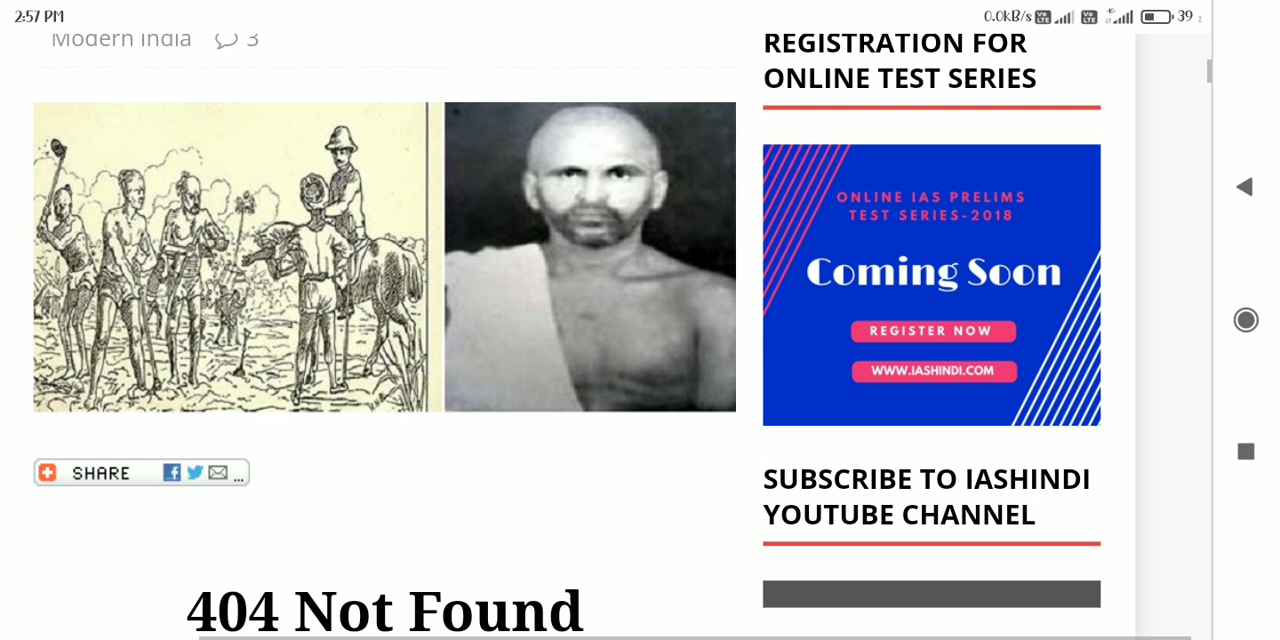 2:57 PM
0.0kB/s
39
Modern India
3
REGISTRATION FOR
ONLINE TEST SERIES
ONLINE IAS PRELIMS
TEST SERIES-2018
Coming Soon
REGISTER NOW
WWW.IASHINDI.COM
SHARE
...
SUBSCRIBE TO IASHINDI
YOUTUBE CHANNEL
404 Not Found